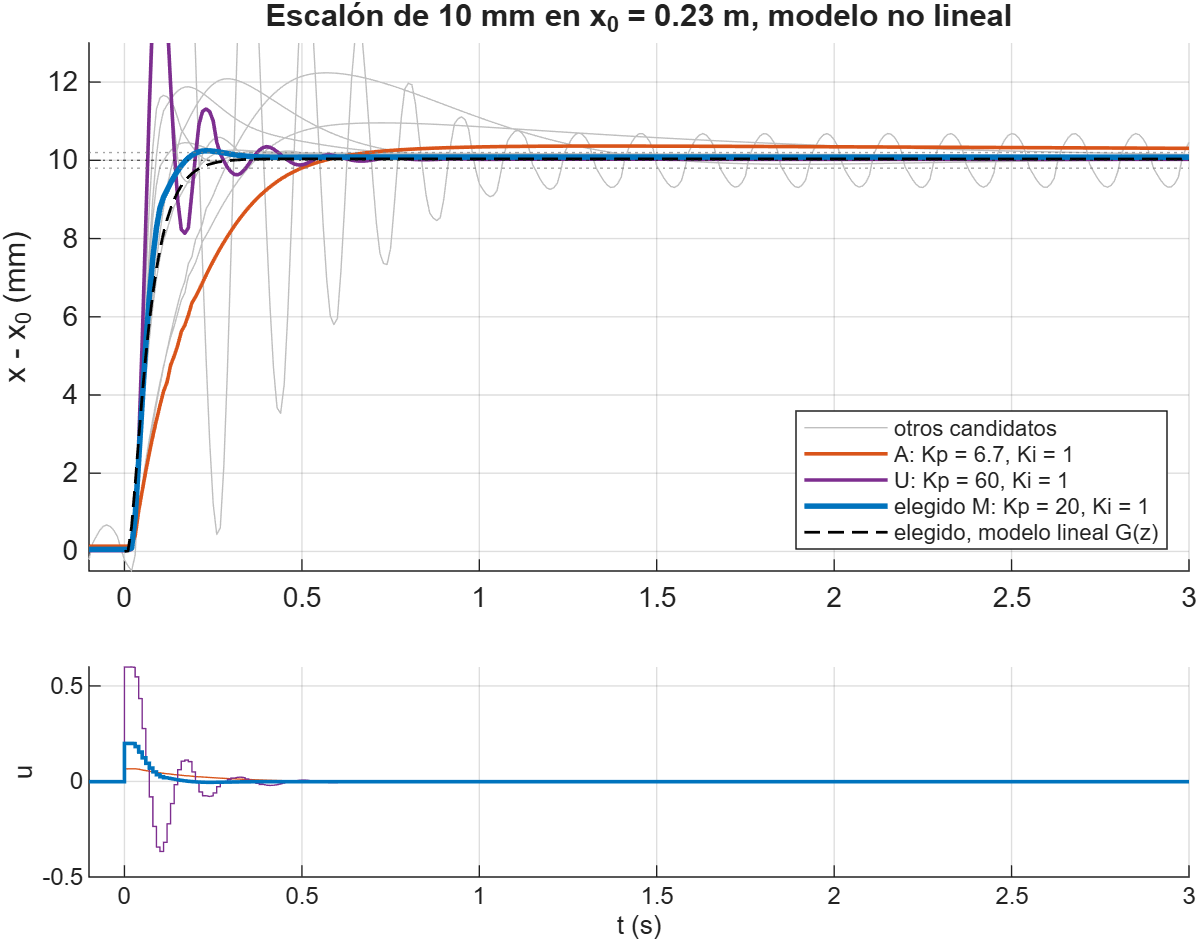 Escalón de 10 mm en x₀ = 0.23 m, modelo no lineal
x - x₀ (mm)
12
10
8
6
4
2
0
otros candidatos
A: Kp = 6.7, Ki = 1
U: Kp = 60, Ki = 1
elegido M: Kp = 20, Ki = 1
elegido, modelo lineal G(z)
0 0.5 1 1.5 2 2.5 3
u
0.5
0
-0.5
0 0.5 1 1.5 2 2.5 3
t (s)